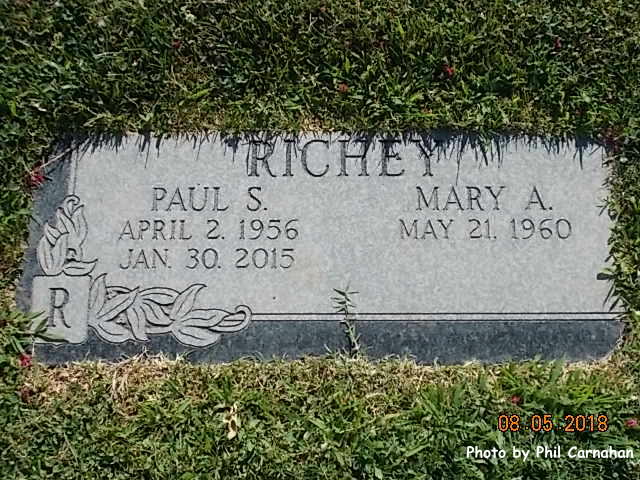 RICHEY
PAUL S.
APRIL 2, 1956
JAN. 30, 2015
MARY A.
MAY 21, 1960
R
08.05.2018
Photo by Phil Carnahan